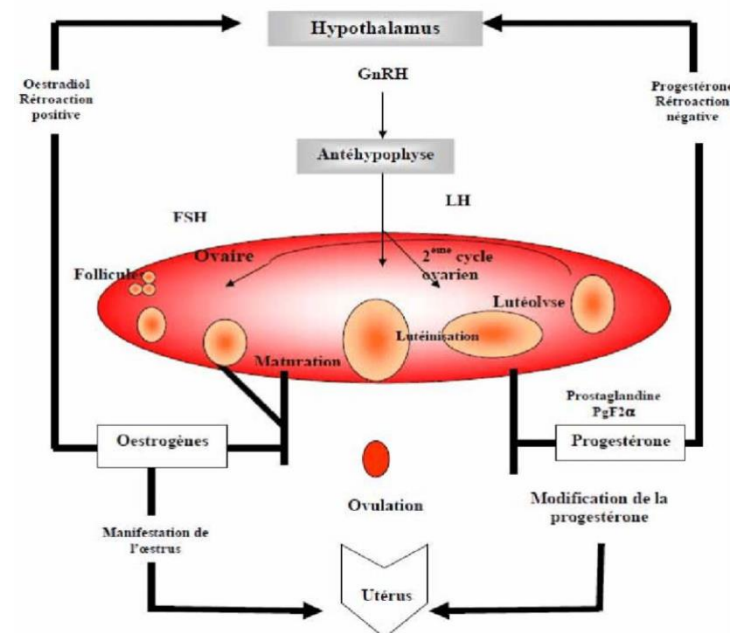 Hypothalamus
GnRH
Oestradiol
Rétroaction
positive
Progestérone
Rétroaction
négative
Antéhypophyse
LH
FSH
Ovaire
2ème cycle
ovarien
Follicules
Lutéolyse
Lutéinisation
Maturation
Prostaglandine
PgF2α
Oestrogènes
Progestérone
Ovulation
Modification de la
progestérone
Manifestation de
l'œstrus
Utérus